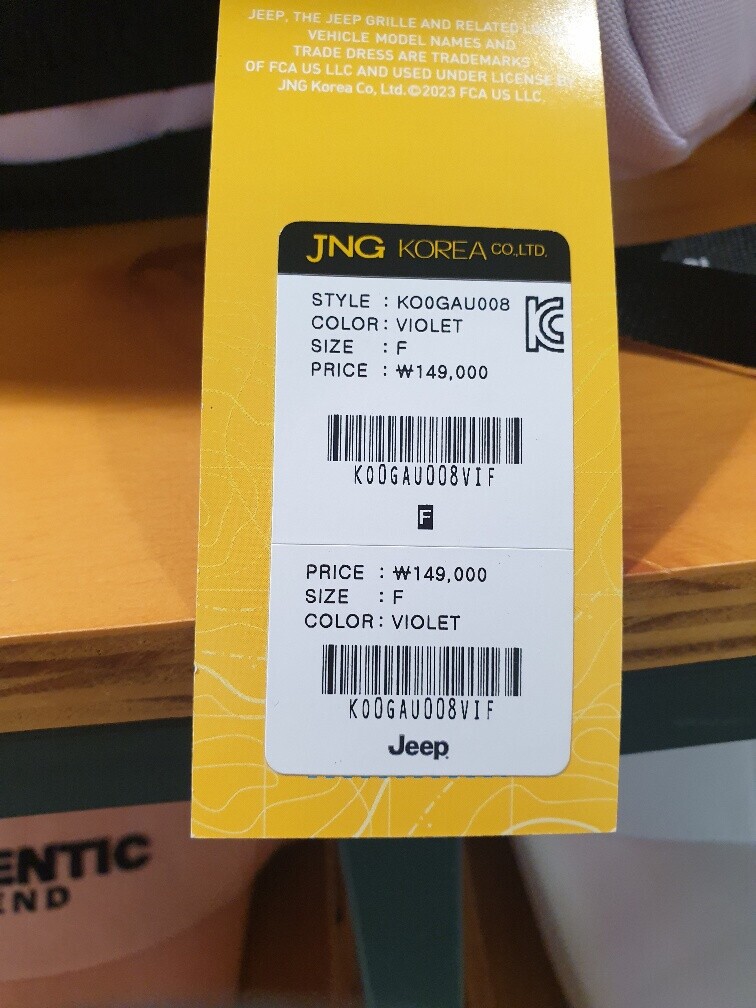 JEEP, THE JEEP GRILLE AND RELATED
VEHICLE MODEL NAMES AND
TRADE DRESS ARE TRADEMARKS
OF FCA US LLC AND USED UNDER LICENSE BY
JNG Korea Co, Ltd.©2023 FCA US LLC.
JNG KOREA CO.,LTD.
STYLE : KO0GAU008
COLOR : VIOLET
SIZE : F
PRICE : ₩149,000
KO0GAU008VIF
F
PRICE : ₩149,000
SIZE : F
COLOR : VIOLET
KO0GAU008VIF
Jeep
ENTIC
END